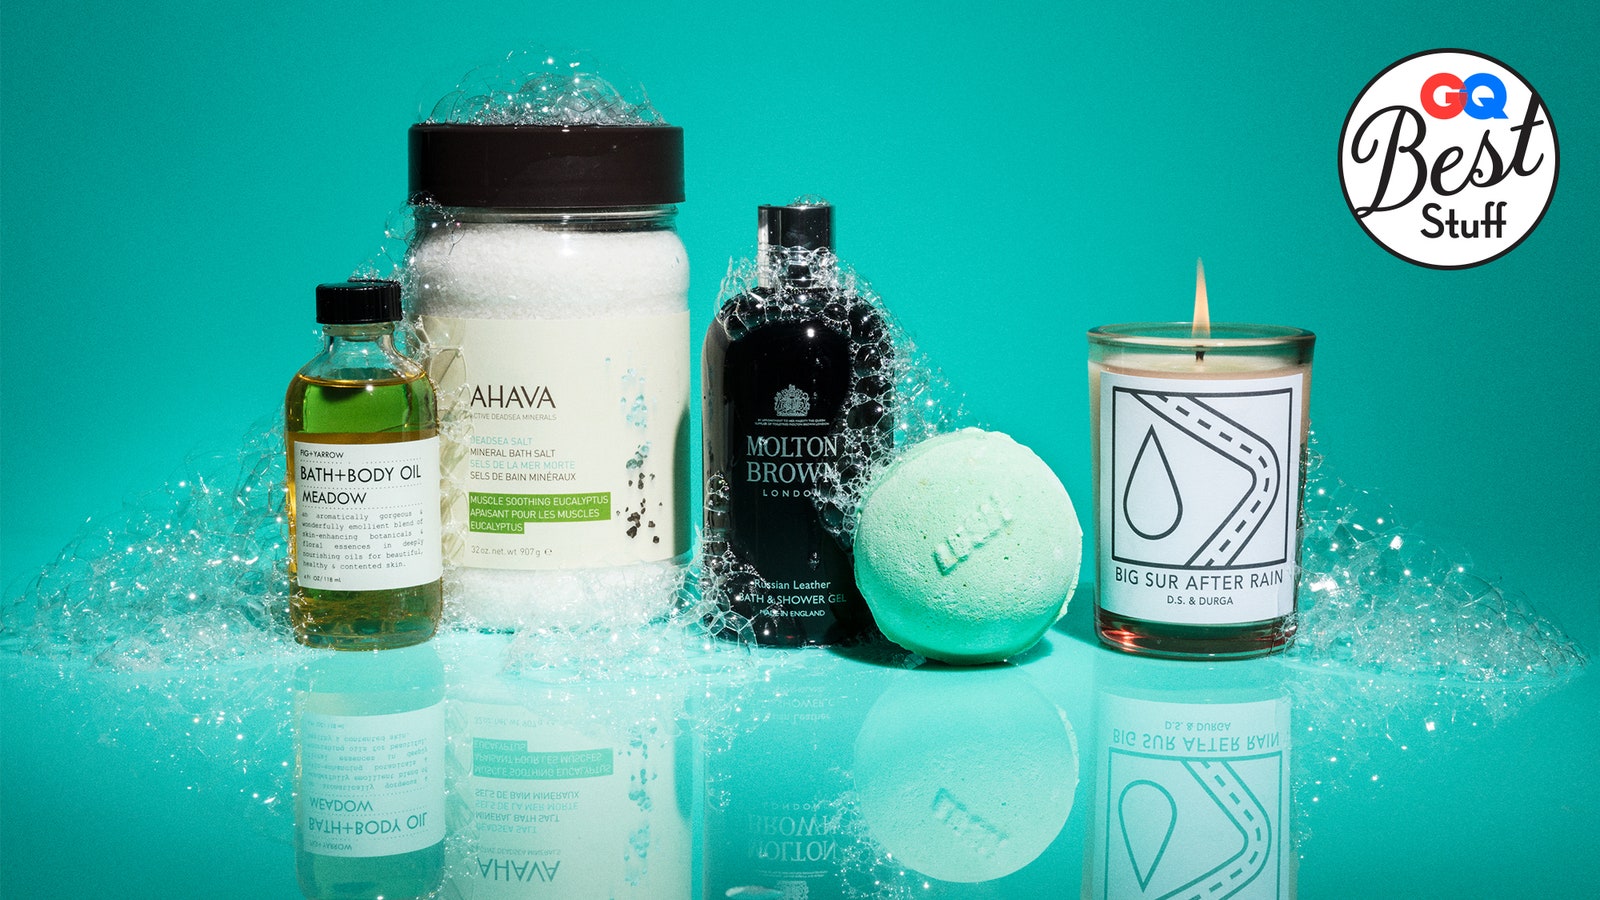 GQ
Best
Stuff
FIG+YARROW
BATH+BODY OIL
MEADOW
an aromatically gorgeous &
wonderfully emollient blend of
skin-enhancing botanicals &
floral essences in deeply
nourishing oils for beautiful,
healthy & contented skin.
4 FL OZ/118 mL
AHAVA
ACTIVE DEADSEA MINERALS
DEADSEA SALT
MINERAL BATH SALT
SELS DE LA MER MORTE
SELS DE BAIN MINÉRAUX
MUSCLE SOOTHING EUCALYPTUS
APAISANT POUR LES MUSCLES
EUCALYPTUS
32 oz. net. wt. 907 g e
MOLTON
BROWN
LONDON
Russian Leather
BATH & SHOWER GEL
MADE IN ENGLAND
BIG SUR AFTER RAIN
D.S. & DURGA